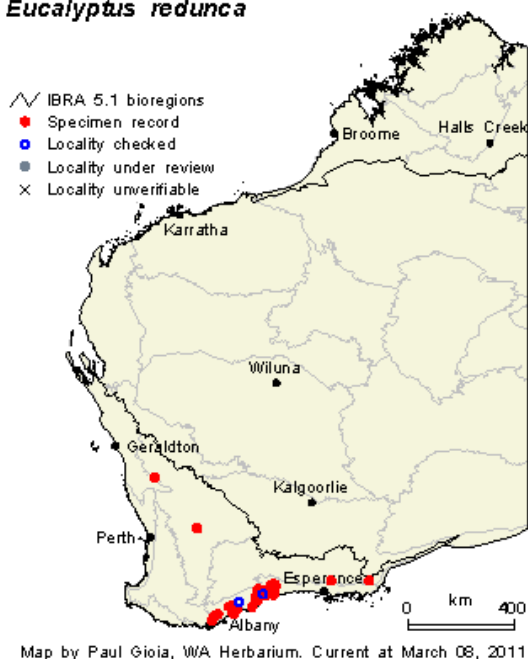 Eucalyptus redunca
IBRA 5.1 bioregions
Specimen record
Locality checked
Locality under review
Locality unverifiable
Broome
Halls Creek
Karratha
Wiluna
Geraldton
Kalgoorlie
Perth
Esperance
Albany
km
0 400
Map by Paul Gioia, WA Herbarium. Current at March 08, 2011